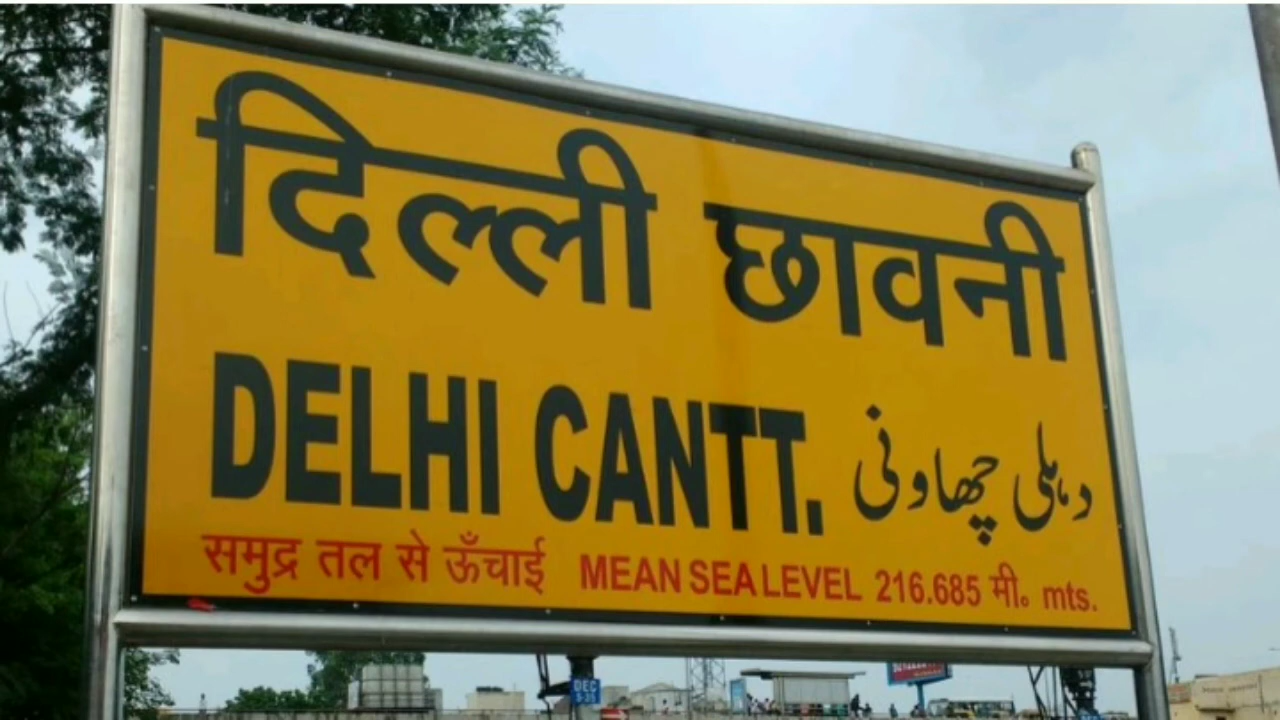 दिल्ली छावनी
DELHI CANTT. دہلی چھاونی
समुद्र तल से ऊँचाई MEAN SEA LEVEL 216.685 मी॰ mts.